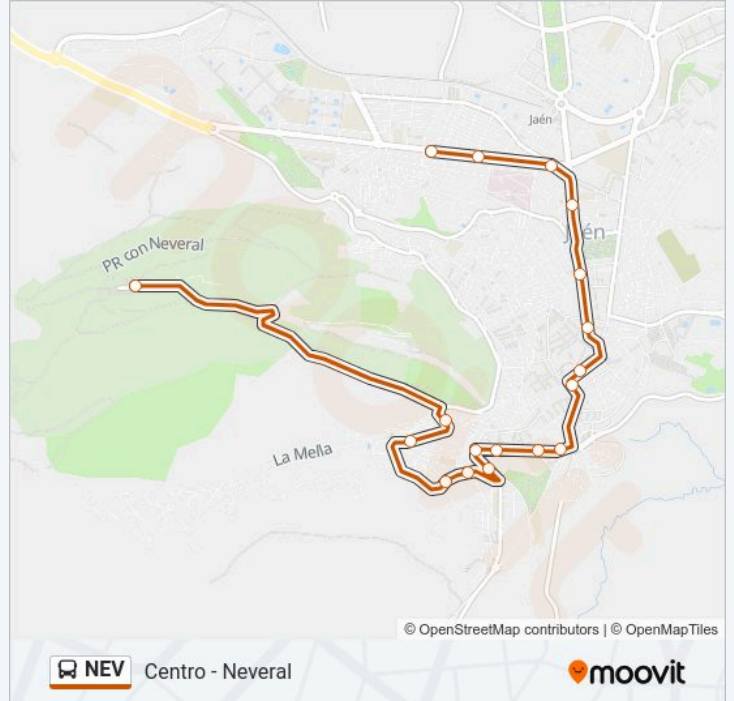 Jaén
Jaén
PR con Neveral
La Mella
© OpenStreetMap contributors | © OpenMapTiles
NEV Centro - Neveral
moovit